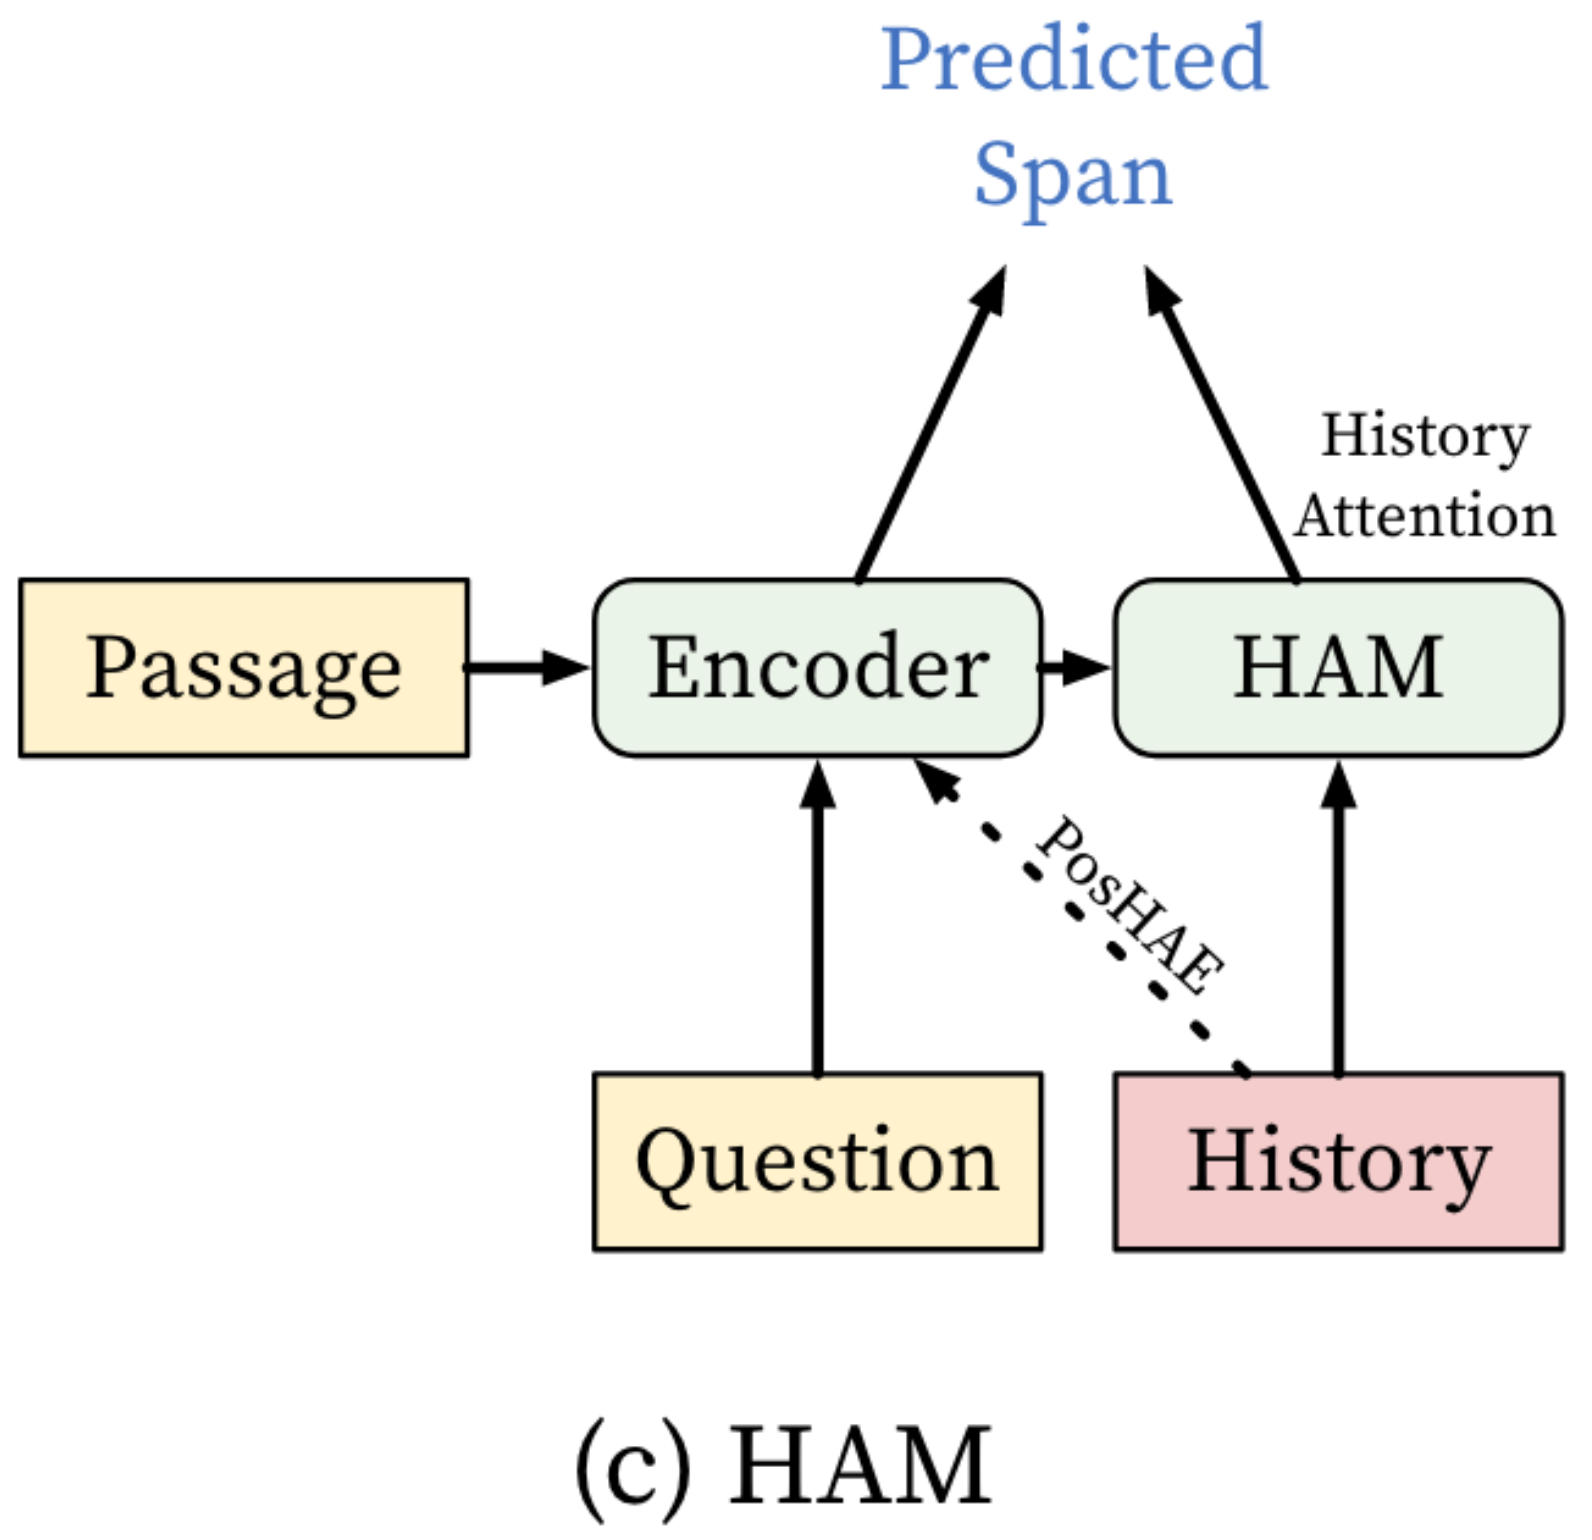 Predicted
Span
History
Attention
Passage
Encoder
HAM
PosHAE
Question
History
(c) HAM